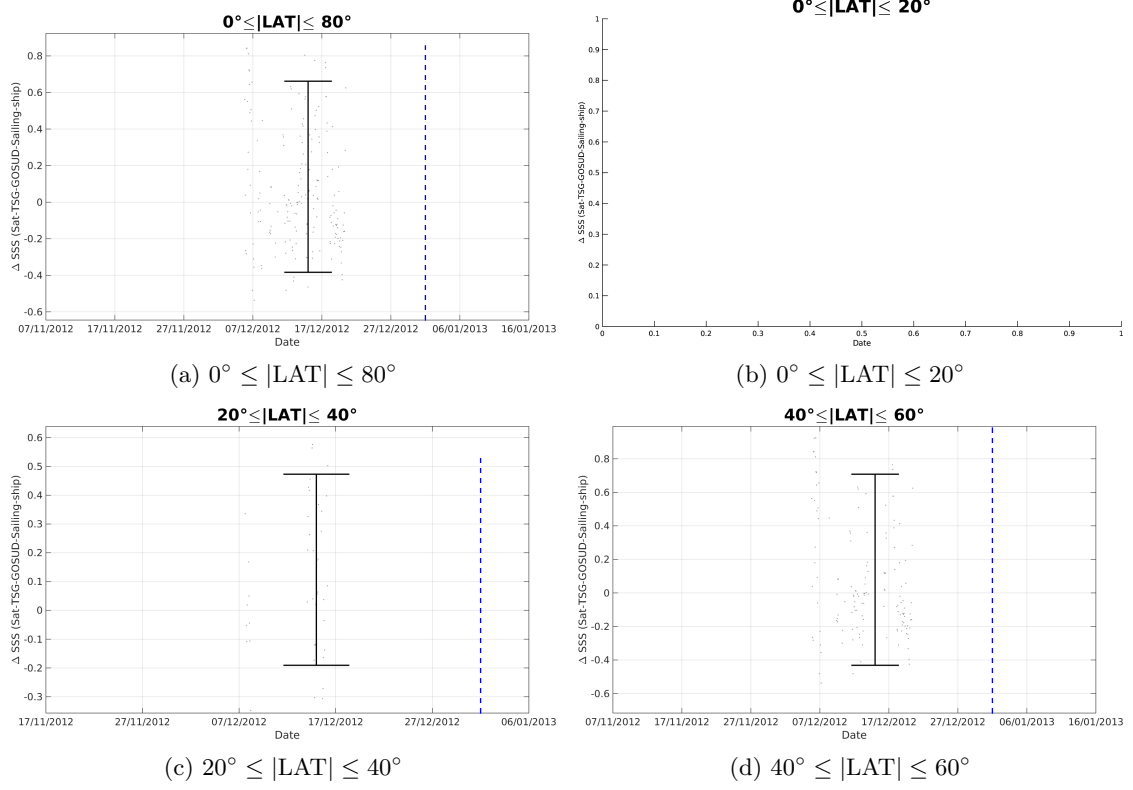 0°≤|LAT|≤ 80°
Δ SSS (Sat-TSG-GOSUD-Sailing-ship)
0.8
0.6
0.4
0.2
0
-0.2
-0.4
-0.6
07/11/2012 17/11/2012 27/11/2012 07/12/2012 17/12/2012 27/12/2012 06/01/2013 16/01/2013
Date
(a) 0° ≤ |LAT| ≤ 80°
0°≤|LAT|≤ 20°
Δ SSS (Sat-TSG-GOSUD-Sailing-ship)
1
0.9
0.8
0.7
0.6
0.5
0.4
0.3
0.2
0.1
0
0 0.1 0.2 0.3 0.4 0.5 0.6 0.7 0.8 0.9 1
Date
(b) 0° ≤ |LAT| ≤ 20°
20°≤|LAT|≤ 40°
Δ SSS (Sat-TSG-GOSUD-Sailing-ship)
0.6
0.5
0.4
0.3
0.2
0.1
0
-0.1
-0.2
-0.3
17/11/2012 27/11/2012 07/12/2012 17/12/2012 27/12/2012 06/01/2013
Date
(c) 20° ≤ |LAT| ≤ 40°
40°≤|LAT|≤ 60°
Δ SSS (Sat-TSG-GOSUD-Sailing-ship)
0.8
0.6
0.4
0.2
0
-0.2
-0.4
-0.6
07/11/2012 17/11/2012 27/11/2012 07/12/2012 17/12/2012 27/12/2012 06/01/2013 16/01/2013
Date
(d) 40° ≤ |LAT| ≤ 60°